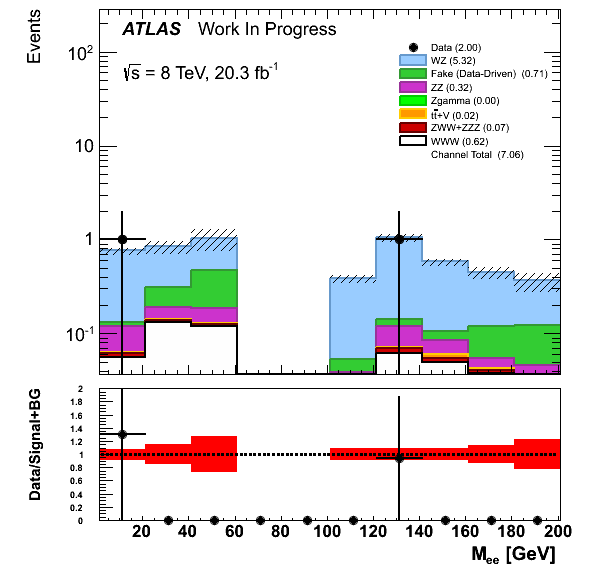 Events
ATLAS Work In Progress
√s = 8 TeV, 20.3 fb⁻¹
Data (2.00)
WZ (5.32)
Fake (Data-Driven) (0.71)
ZZ (0.32)
Zgamma (0.00)
tt̄+V (0.02)
ZWW+ZZZ (0.07)
WWW (0.62)
Channel Total (7.06)
10²
10
1
10⁻¹
Data/Signal+BG
2
1.8
1.6
1.4
1.2
1
0.8
0.6
0.4
0.2
0
20 40 60 80 100 120 140 160 180 200
Mee [GeV]